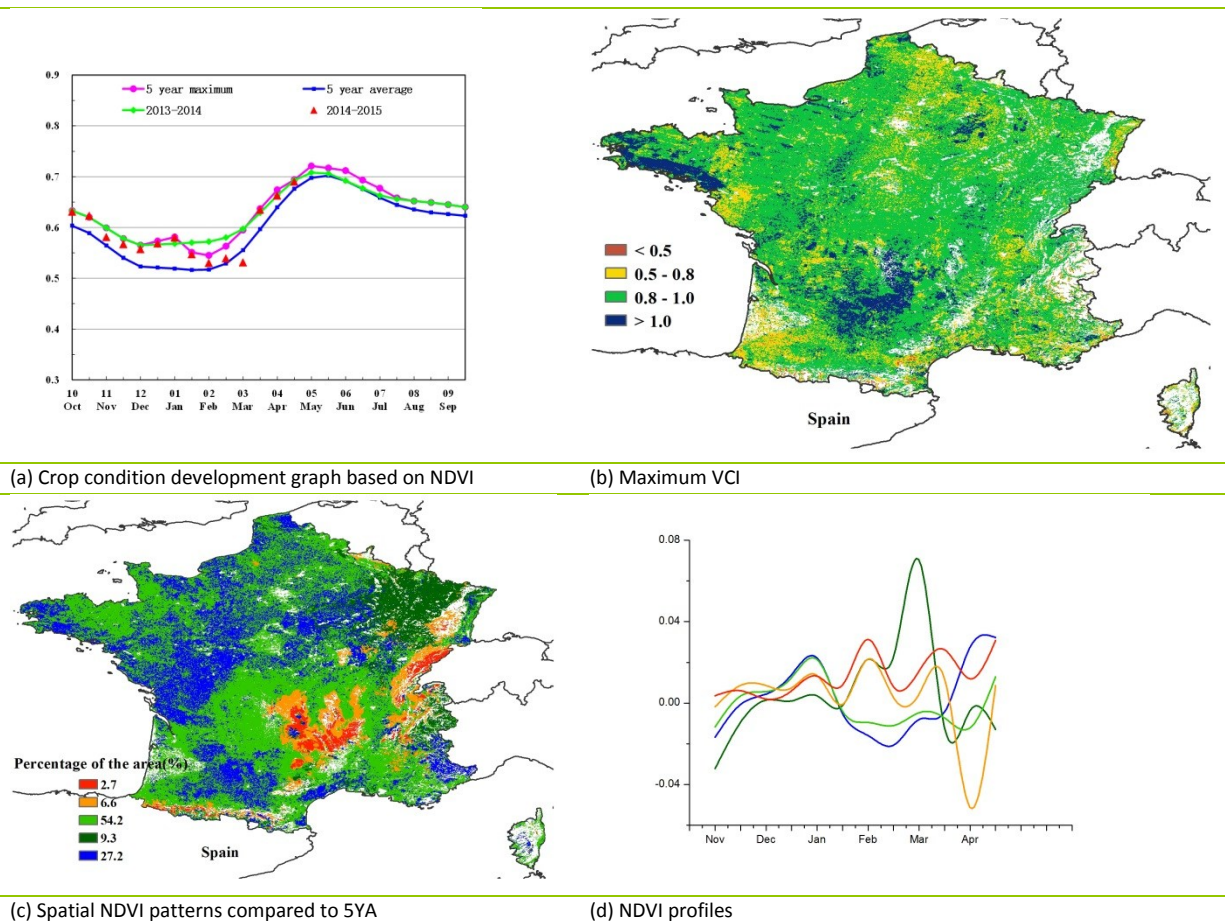 0.9
5 year maximum
5 year average
2013-2014
2014-2015
0.8
0.7
0.6
0.5
0.4
0.3
10 11 12 01 02 03 04 05 06 07 08 09
Oct Nov Dec Jan Feb Mar Apr May Jun Jul Aug Sep
< 0.5
0.5 - 0.8
0.8 - 1.0
> 1.0
Spain
(a) Crop condition development graph based on NDVI
(b) Maximum VCI
Percentage of the area(%)
2.7
6.6
54.2
9.3
27.2
Spain
0.08
0.04
0.00
-0.04
Nov Dec Jan Feb Mar Apr
(c) Spatial NDVI patterns compared to 5YA
(d) NDVI profiles